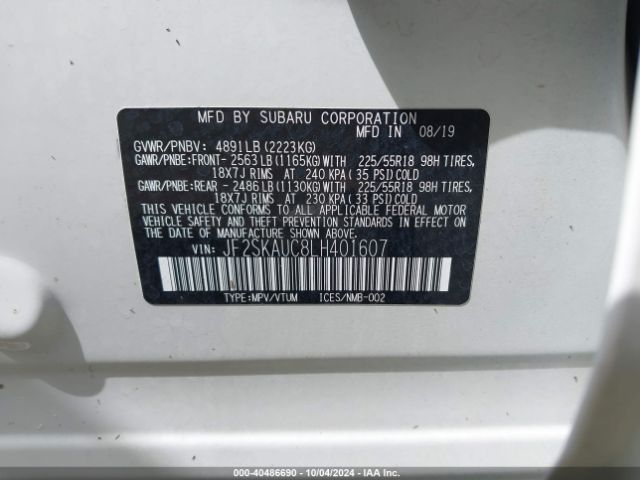 MFD BY SUBARU CORPORATION
MFD IN 08/19
GVWR/PNBV: 4891LB(2223KG)
GAWR/PNBE:FRONT- 2563LB(1165KG)WITH 225/55R18 98H TIRES,
18X7J RIMS AT 240 KPA(35 PSI)COLD
GAWR/PNBE:REAR - 2486LB(1130KG)WITH 225/55R18 98H TIRES,
18X7J RIMS AT 230 KPA(33 PSI)COLD
THIS VEHICLE CONFORMS TO ALL APPLICABLE FEDERAL MOTOR
VEHICLE SAFETY AND THEFT PREVENTION STANDARDS IN EFFECT
ON THE DATE OF MANUFACTURE SHOWN ABOVE.
VIN: JF2SKAUC8LH401607
TYPE:MPV/VTUM ICES/NMB-002
000-40486690 - 10/04/2024 - IAA Inc.